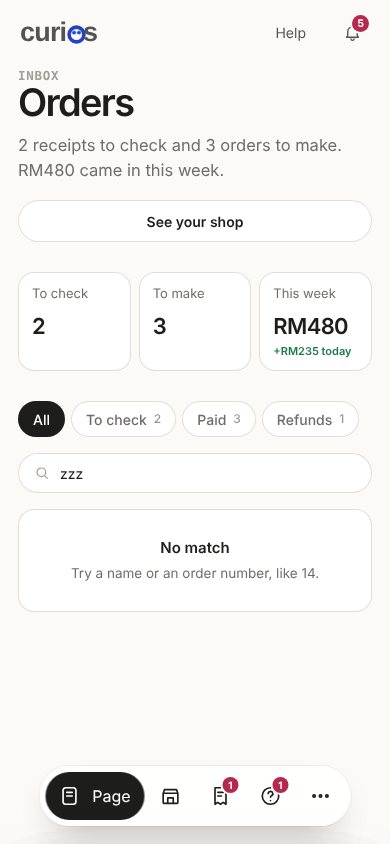 curios
Help
5
INBOX
Orders
2 receipts to check and 3 orders to make.
RM480 came in this week.
See your shop
To check
2
To make
3
This week
RM480
+RM235 today
All
To check 2
Paid 3
Refunds 1
zzz
No match
Try a name or an order number, like 14.
Page
1
1